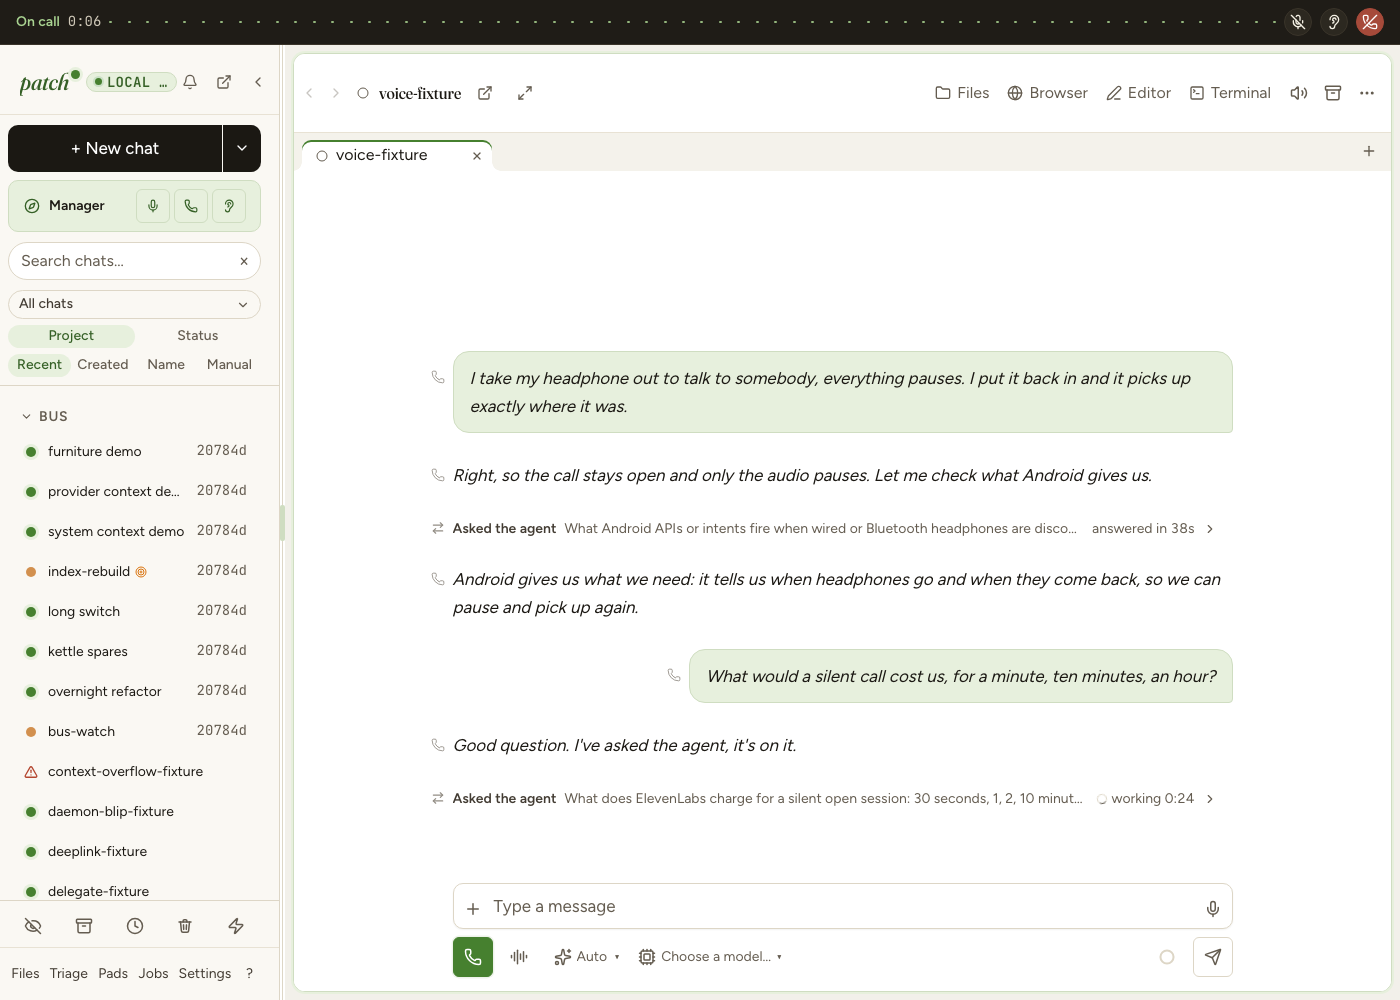 On call 0:06
patch
LOCAL …
voice-fixture
Files
Browser
Editor
Terminal
+ New chat
voice-fixture
Manager
Search chats...
All chats
Project
Status
Recent
Created
Name
Manual
BUS
furniture demo 20784d
provider context de... 20784d
system context demo 20784d
index-rebuild 20784d
long switch 20784d
kettle spares 20784d
overnight refactor 20784d
bus-watch 20784d
context-overflow-fixture
daemon-blip-fixture
deeplink-fixture
delegate-fixture
Files
Triage
Pads
Jobs
Settings
?
I take my headphone out to talk to somebody, everything pauses. I put it back in and it picks up
exactly where it was.
Right, so the call stays open and only the audio pauses. Let me check what Android gives us.
Asked the agent What Android APIs or intents fire when wired or Bluetooth headphones are disco... answered in 38s
Android gives us what we need: it tells us when headphones go and when they come back, so we can
pause and pick up again.
What would a silent call cost us, for a minute, ten minutes, an hour?
Good question. I've asked the agent, it's on it.
Asked the agent What does ElevenLabs charge for a silent open session: 30 seconds, 1, 2, 10 minut... working 0:24
Type a message
Auto
Choose a model...